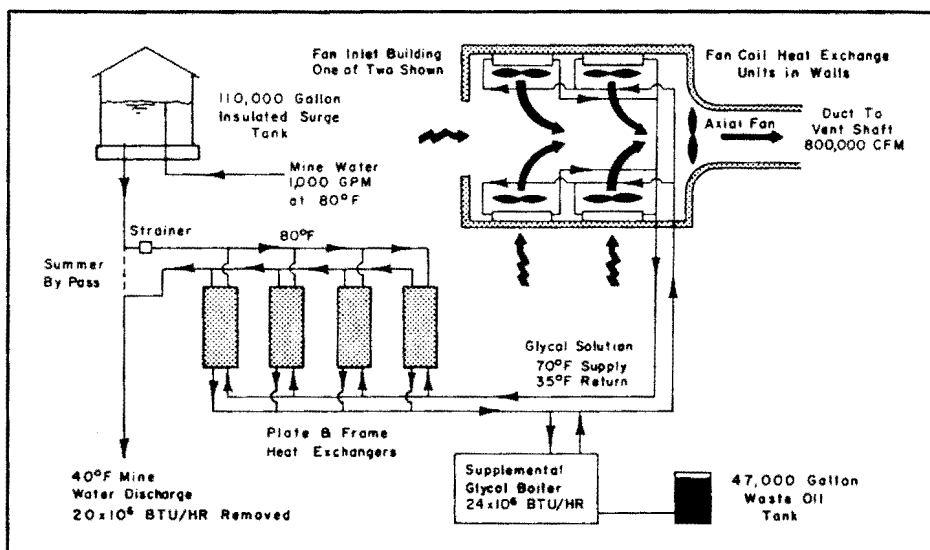 Fan Inlet Building
One of Two Shown
Fan Coil Heat Exchange
Units in Walls
110,000 Gallon
Insulated Surge
Tank
Mine Water
1,000 GPM
at 80°F
Axial Fan
Duct To
Vent Shaft
800,000 CFM
Strainer
80°F
Summer
By Pass
Glycol Solution
70°F Supply
35°F Return
Plate & Frame
Heat Exchangers
40°F Mine
Water Discharge
20x10⁶ BTU/HR Removed
Supplemental
Glycol Boiler
24x10⁶ BTU/HR
47,000 Gallon
Waste Oil
Tank